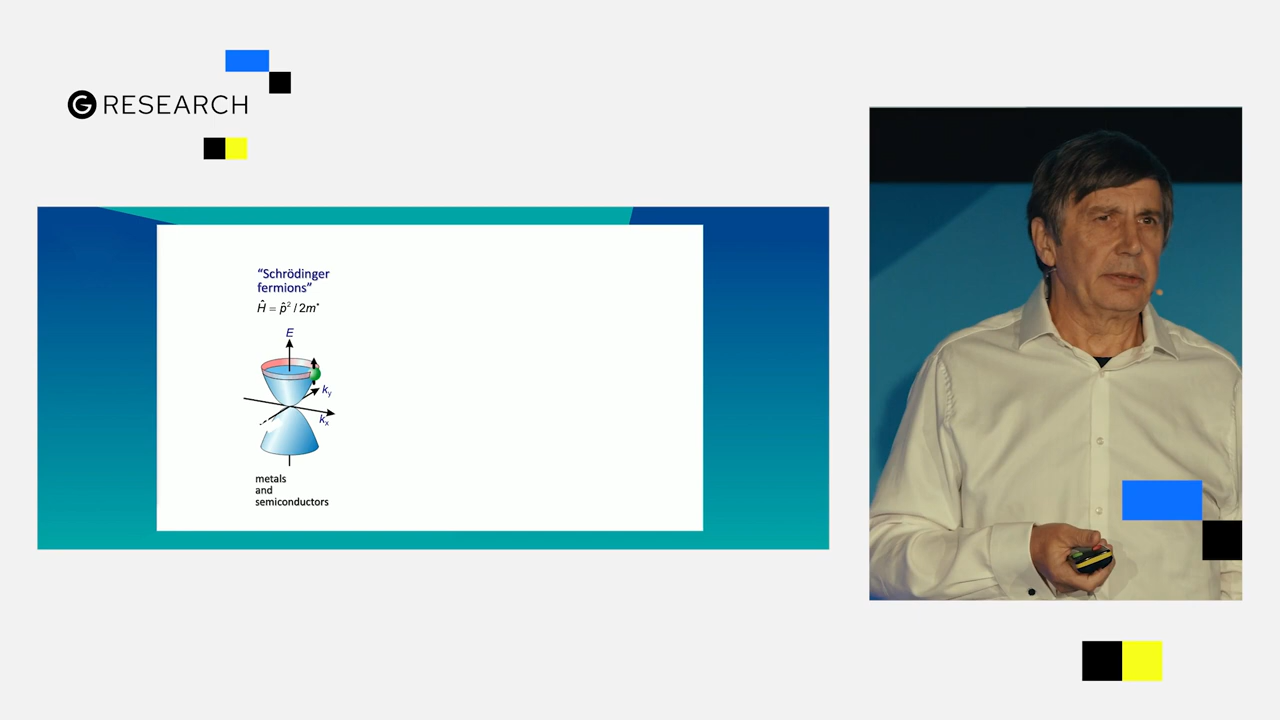 G RESEARCH
“Schrödinger
fermions”
Ĥ = p̂² / 2m*
E
k_y
k_x
metals
and
semiconductors